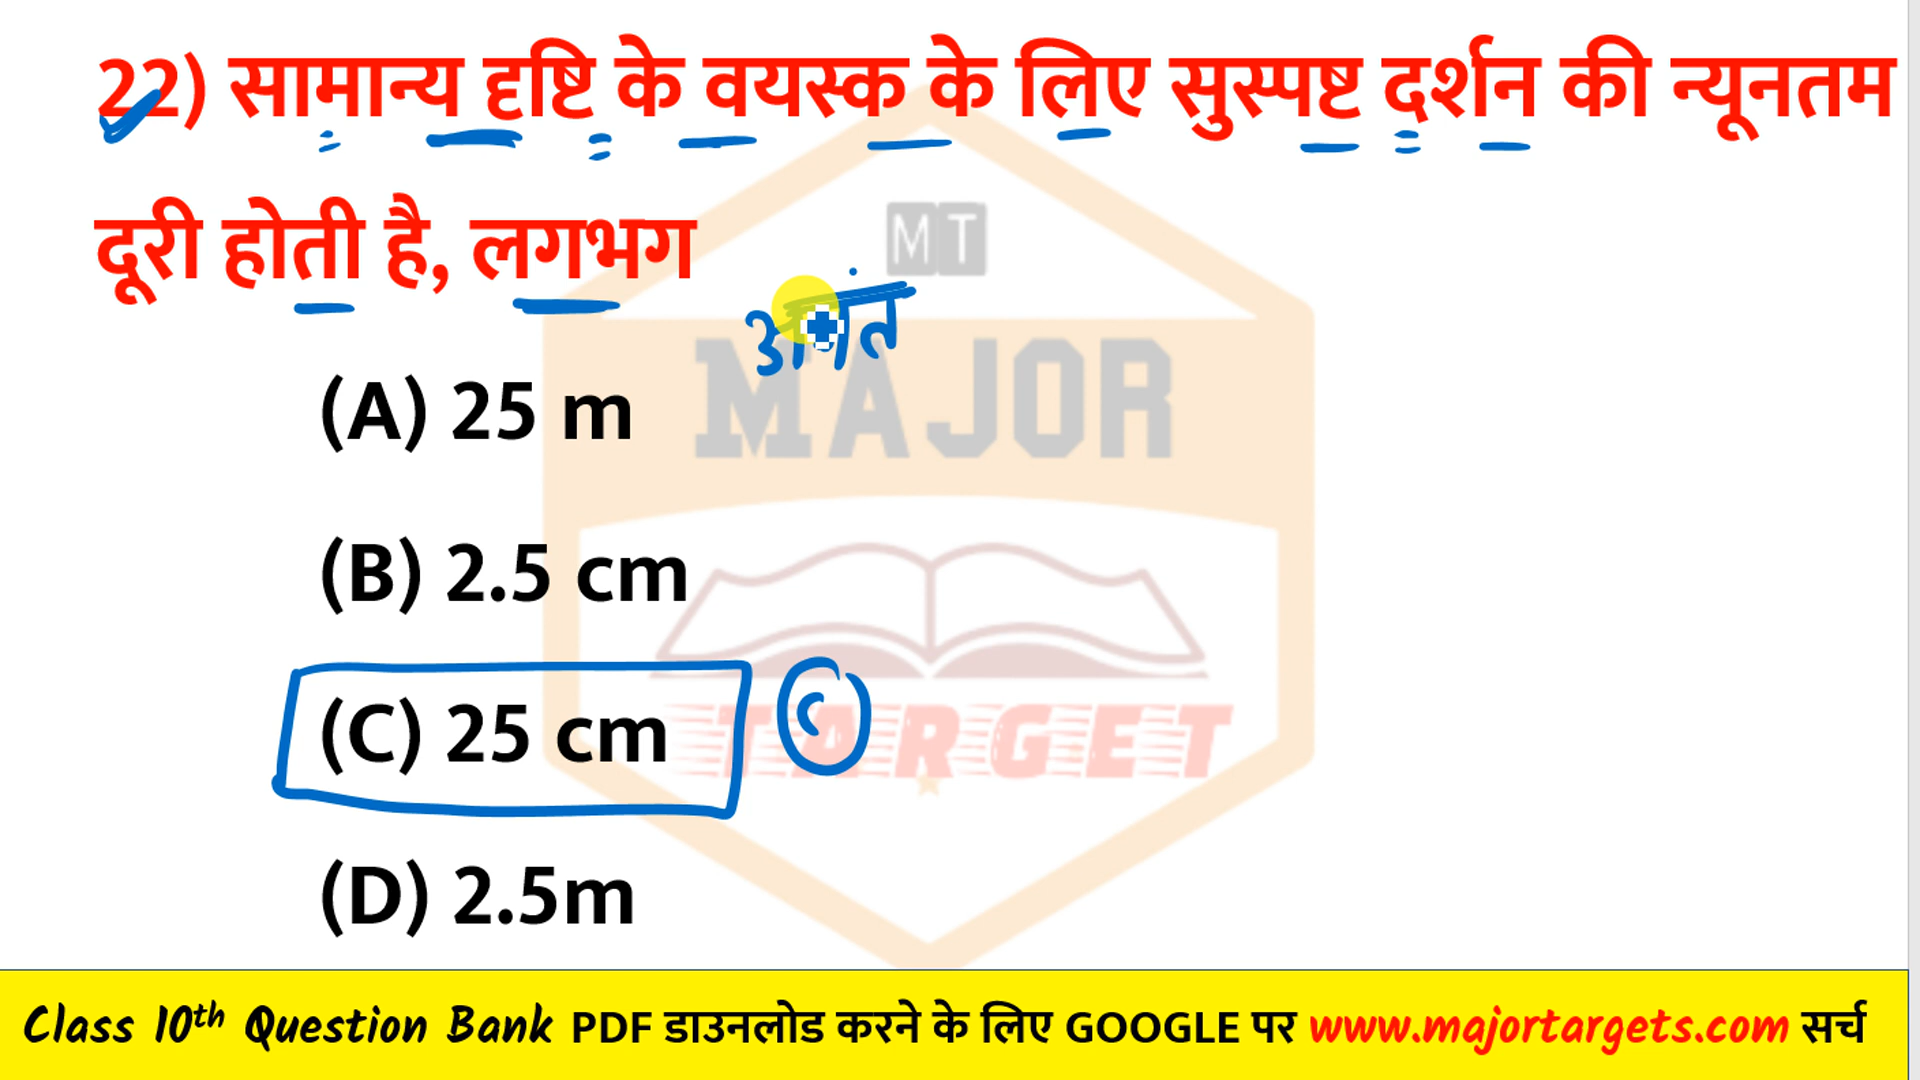 22) सामान्य दृष्टि के वयस्क के लिए सुस्पष्ट दर्शन की न्यूनतम
दूरी होती है, लगभग
MT
MAJOR
(A) 25 m
(B) 2.5 cm
(C) 25 cm
C
TARGET
(D) 2.5m
Class 10th Question Bank PDF डाउनलोड करने के लिए GOOGLE पर www.majortargets.com सर्च